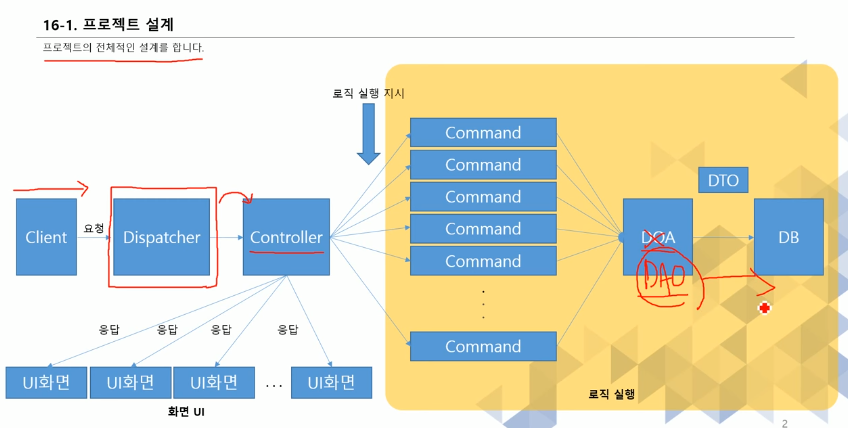 16-1. 프로젝트 설계
프로젝트의 전체적인 설계를 합니다.
로직 실행 지시
Command
Command
Command
Command
Command
.
.
.
Command
DTO
Client
요청
Dispatcher
Controller
DOA
DAO
DB
응답
응답
응답
응답
UI화면
UI화면
UI화면
...
UI화면
화면 UI
로직 실행
2